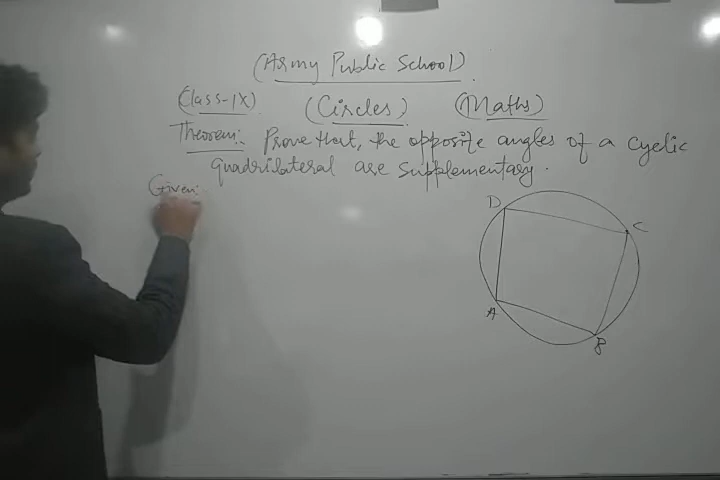 (Army Public School)
(Class-IX) (Circles) (Maths)
Theorem:- Prove that, the opposite angles of a cyclic
quadrilateral are supplementary.
Given:
D
C
A
B